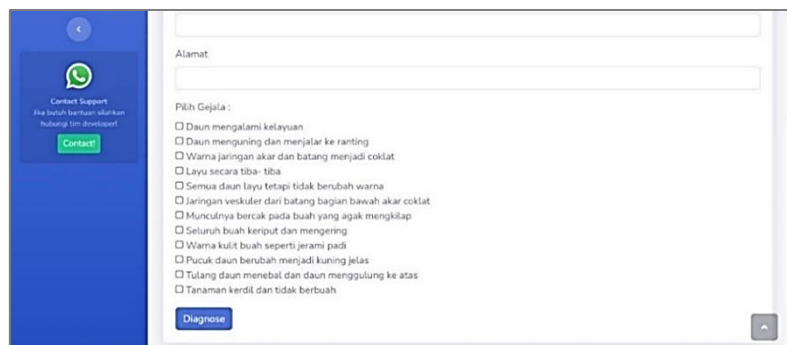 Alamat
Contact Support
Jika butuh bantuan silahkan
hubungi tim developer!
Contact!
Pilih Gejala :
Daun mengalami kelayuan
Daun menguning dan menjalar ke ranting
Warna jaringan akar dan batang menjadi coklat
Layu secara tiba- tiba
Semua daun layu tetapi tidak berubah warna
Jaringan veskuler dari batang bagian bawah akar coklat
Munculnya bercak pada buah yang agak mengkilap
Seluruh buah keriput dan mengering
Warna kulit buah seperti jerami padi
Pucuk daun berubah menjadi kuning jelas
Tulang daun menebal dan daun menggulung ke atas
Tanaman kerdil dan tidak berbuah
Diagnose